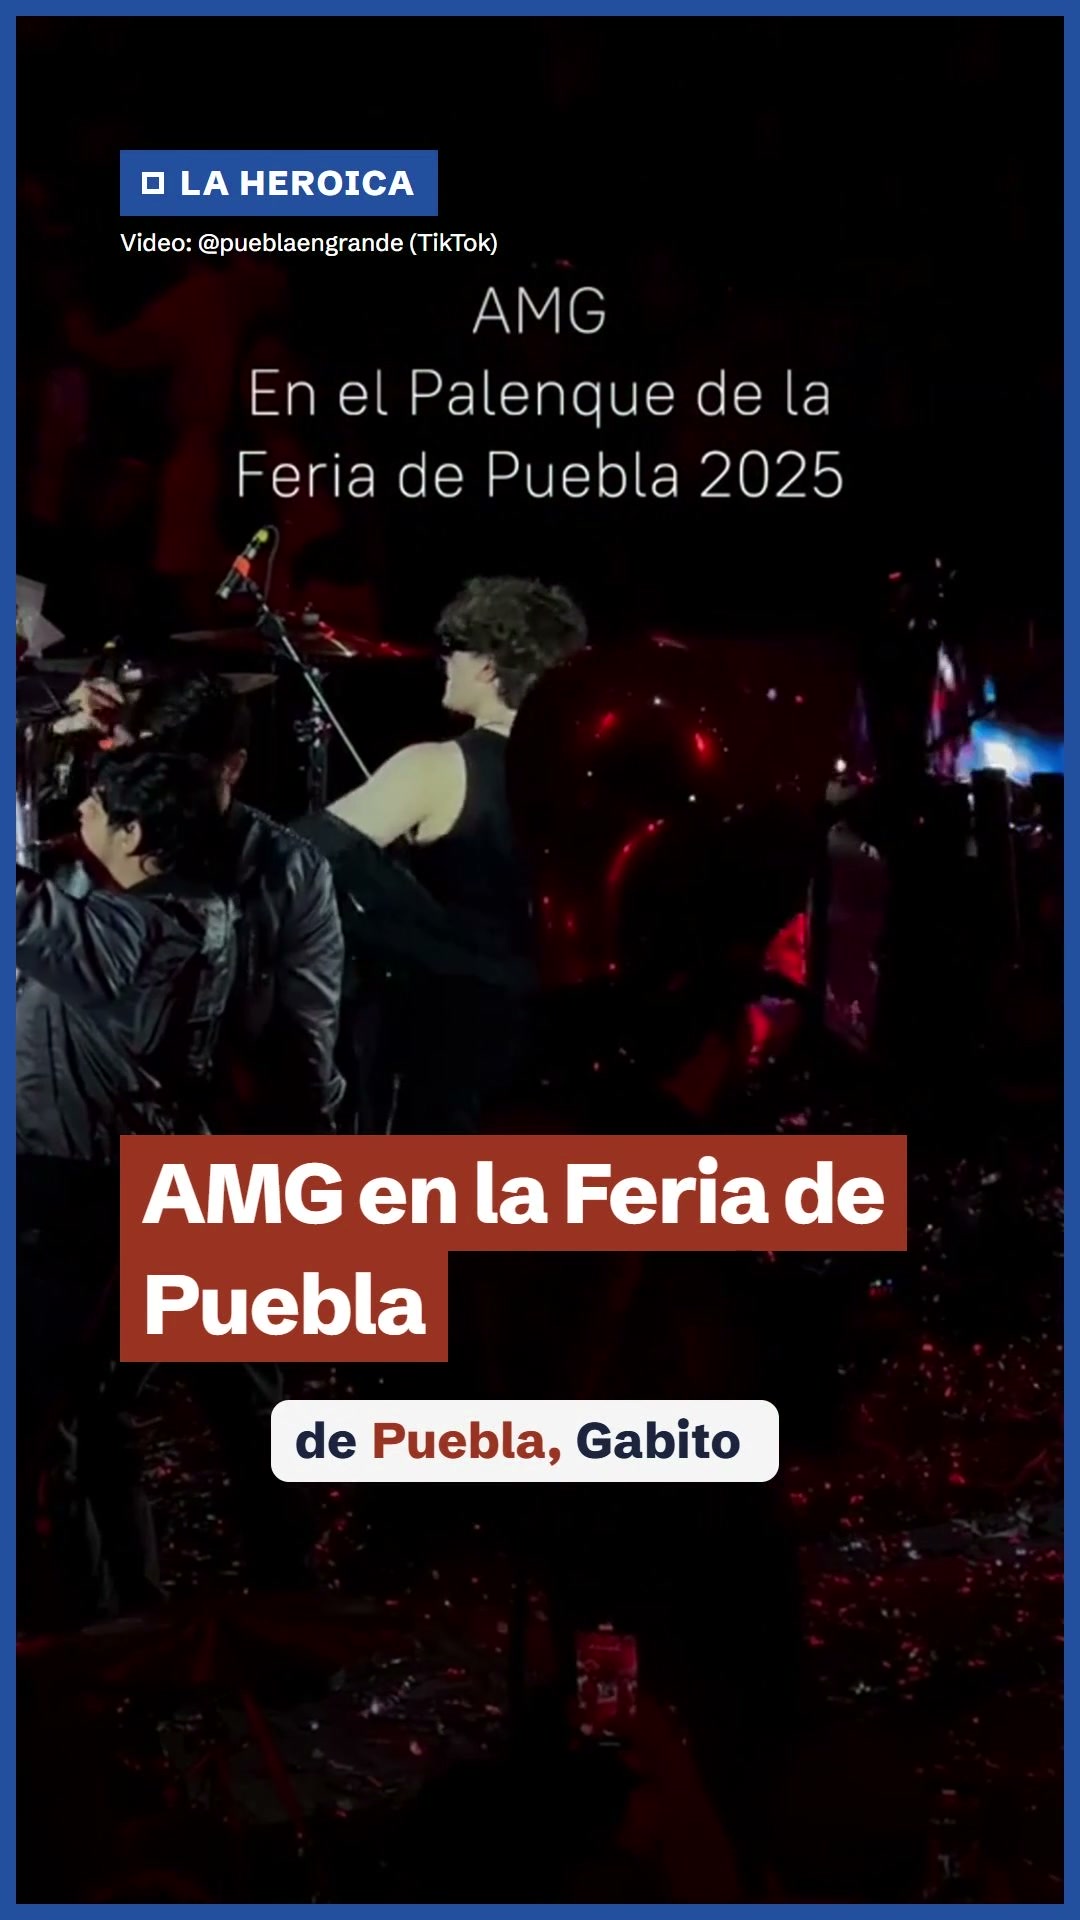 LA HEROICA
Video: @pueblaengrande (TikTok)
AMG
En el Palenque de la
Feria de Puebla 2025
AMG en la Feria de
Puebla
de Puebla, Gabito